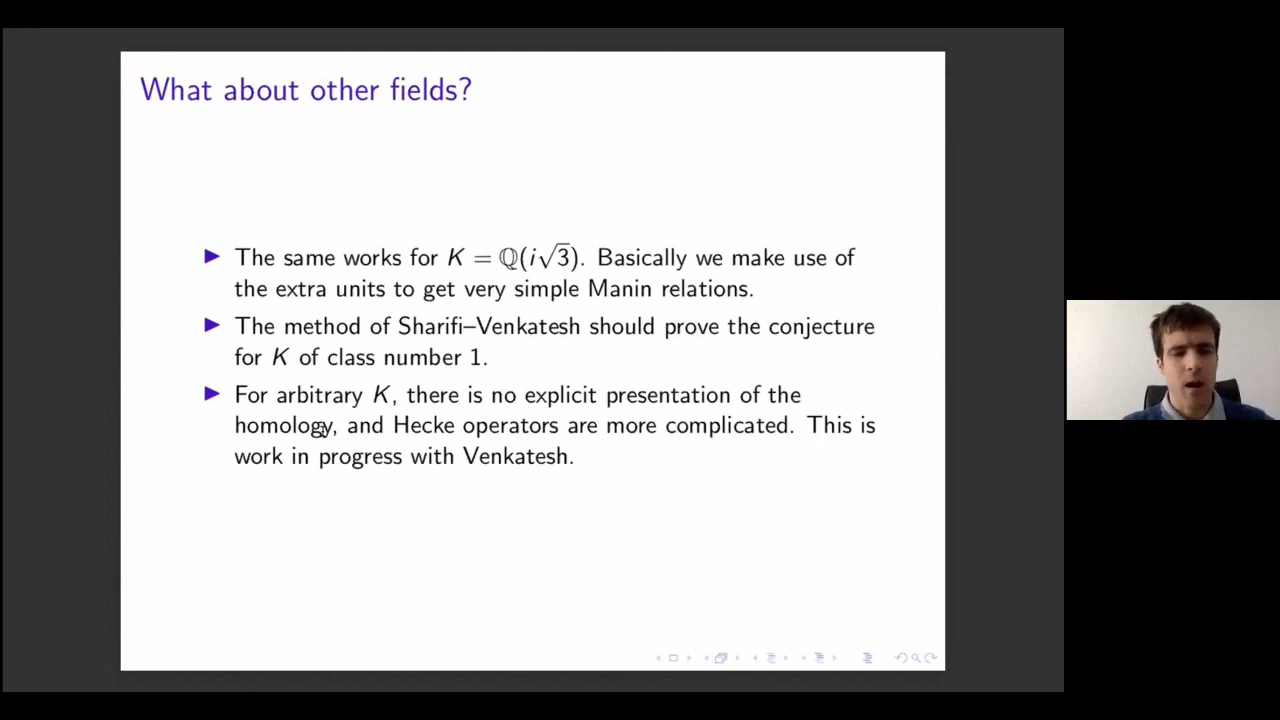 What about other fields?
▶ The same works for K = ℚ(i√3). Basically we make use of
the extra units to get very simple Manin relations.
▶ The method of Sharifi–Venkatesh should prove the conjecture
for K of class number 1.
▶ For arbitrary K, there is no explicit presentation of the
homology, and Hecke operators are more complicated. This is
work in progress with Venkatesh.